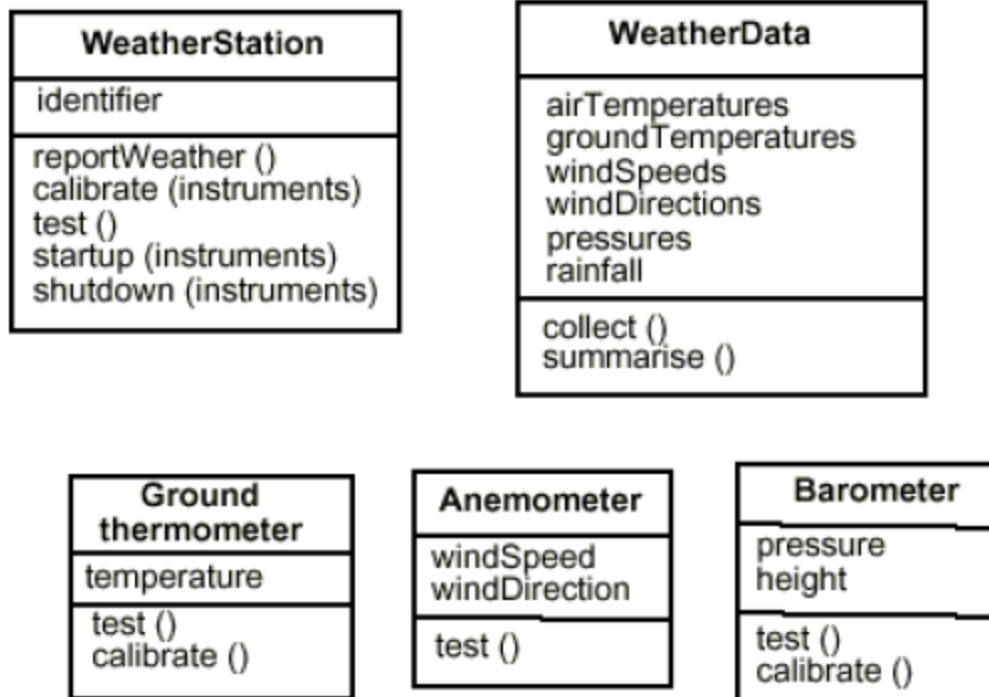 WeatherStation
identifier
reportWeather ()
calibrate (instruments)
test ()
startup (instruments)
shutdown (instruments)
WeatherData
airTemperatures
groundTemperatures
windSpeeds
windDirections
pressures
rainfall
collect ()
summarise ()
Ground
thermometer
temperature
test ()
calibrate ()
Anemometer
windSpeed
windDirection
test ()
Barometer
pressure
height
test ()
calibrate ()